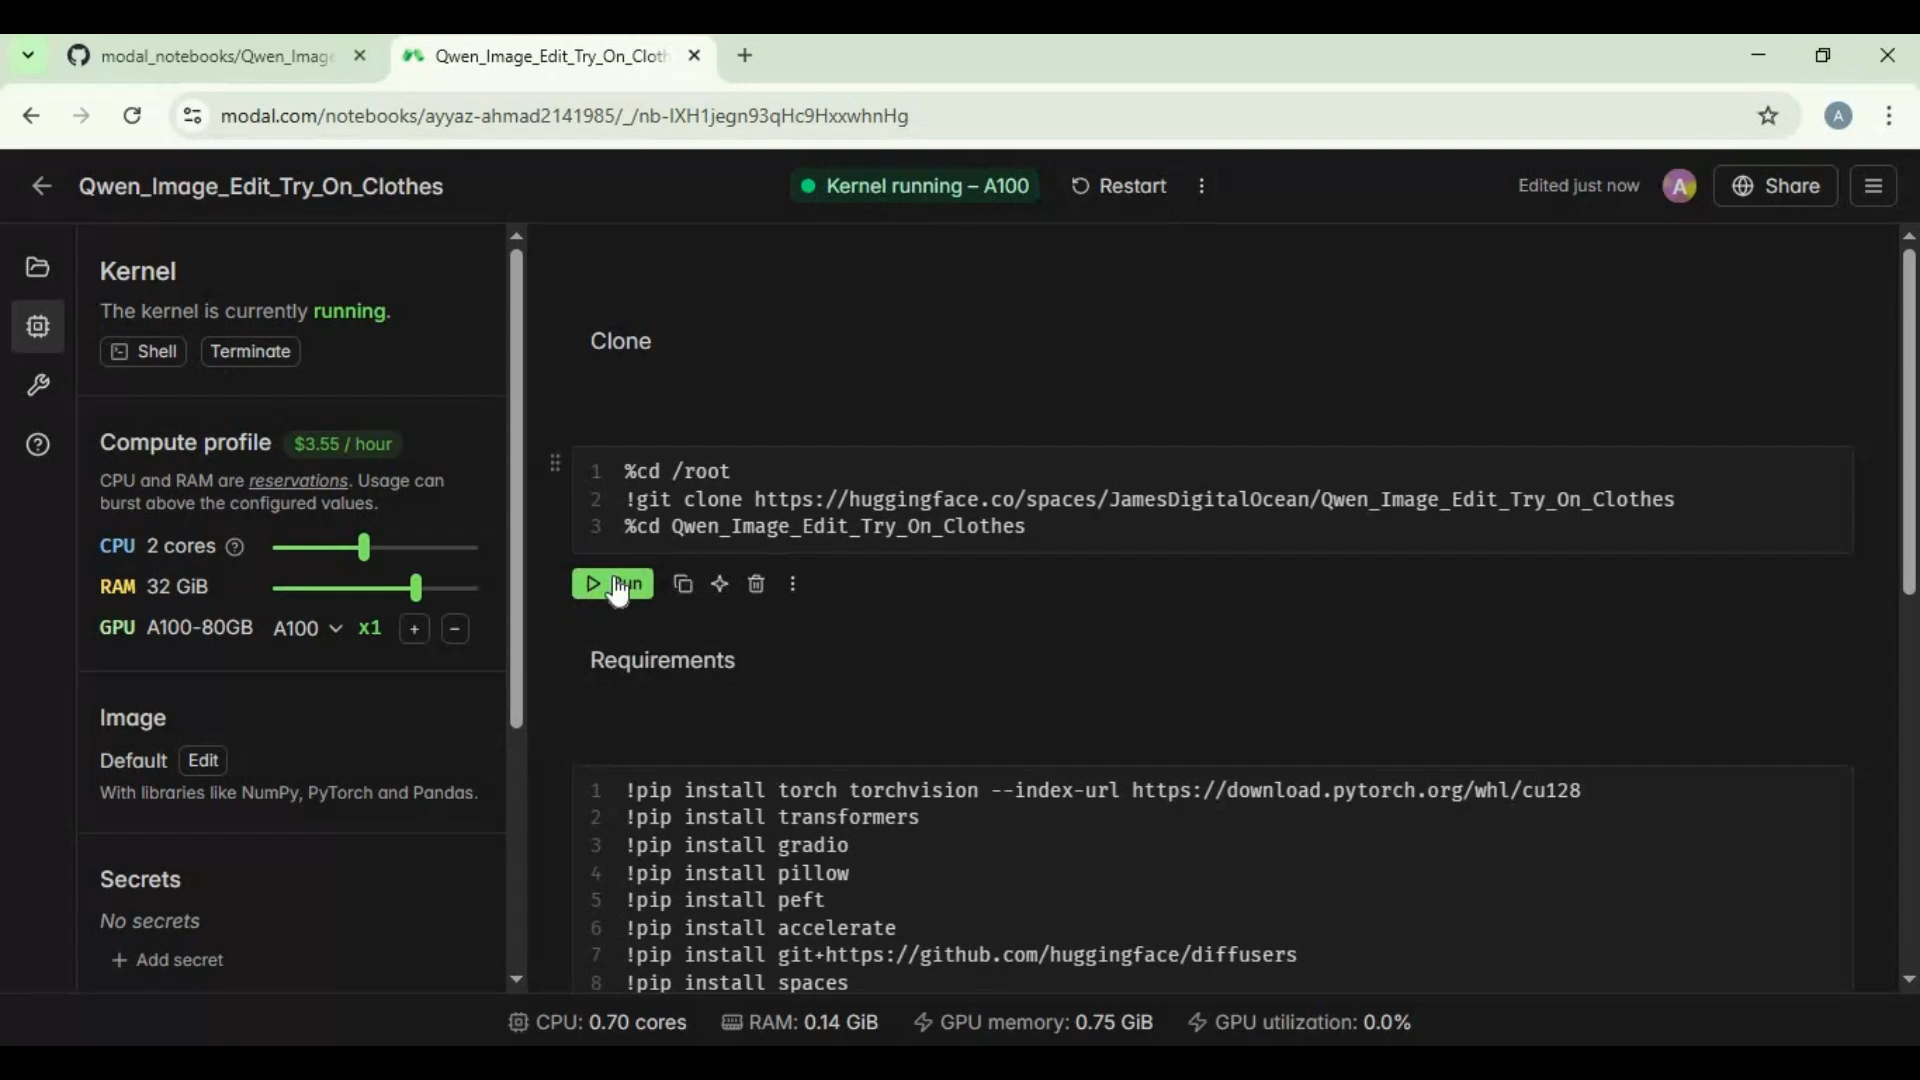 modal_notebooks/Qwen_Image
Qwen_Image_Edit_Try_On_Cloth
modal.com/notebooks/ayyaz-ahmad2141985/_/nb-IXH1jegn93qHc9HxxwhnHg
A
Qwen_Image_Edit_Try_On_Clothes
Kernel running – A100
Restart
Edited just now
A
Share
Kernel
The kernel is currently running.
Shell
Terminate
Compute profile $3.55 / hour
CPU and RAM are reservations. Usage can
burst above the configured values.
CPU 2 cores
RAM 32 GiB
GPU A100-80GB A100 x1 + -
Image
Default Edit
With libraries like NumPy, PyTorch and Pandas.
Secrets
No secrets
+ Add secret
Clone
1 %cd /root
2 !git clone https://huggingface.co/spaces/JamesDigitalOcean/Qwen_Image_Edit_Try_On_Clothes
3 %cd Qwen_Image_Edit_Try_On_Clothes
Requirements
1 !pip install torch torchvision --index-url https://download.pytorch.org/whl/cu128
2 !pip install transformers
3 !pip install gradio
4 !pip install pillow
5 !pip install peft
6 !pip install accelerate
7 !pip install git+https://github.com/huggingface/diffusers
8 !pip install spaces
CPU: 0.70 cores
RAM: 0.14 GiB
GPU memory: 0.75 GiB
GPU utilization: 0.0%